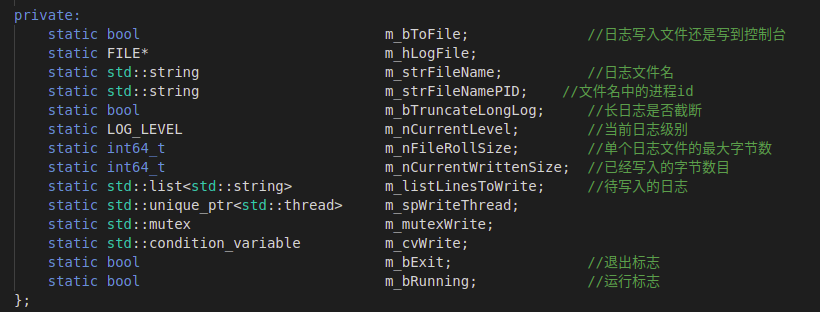 private:
    static bool                              m_bToFile;              //日志写入文件还是写到控制台
    static FILE*                             m_hLogFile;
    static std::string                       m_strFileName;          //日志文件名
    static std::string                       m_strFileNamePID;    //文件名中的进程id
    static bool                              m_bTruncateLongLog;     //长日志是否截断
    static LOG_LEVEL                         m_nCurrentLevel;        //当前日志级别
    static int64_t                           m_nFileRollSize;        //单个日志文件的最大字节数
    static int64_t                           m_nCurrentWrittenSize;  //已经写入的字节数目
    static std::list<std::string>            m_listLinesToWrite;     //待写入的日志
    static std::unique_ptr<std::thread>      m_spWriteThread;
    static std::mutex                        m_mutexWrite;
    static std::condition_variable           m_cvWrite;
    static bool                              m_bExit;                //退出标志
    static bool                              m_bRunning;             //运行标志
};